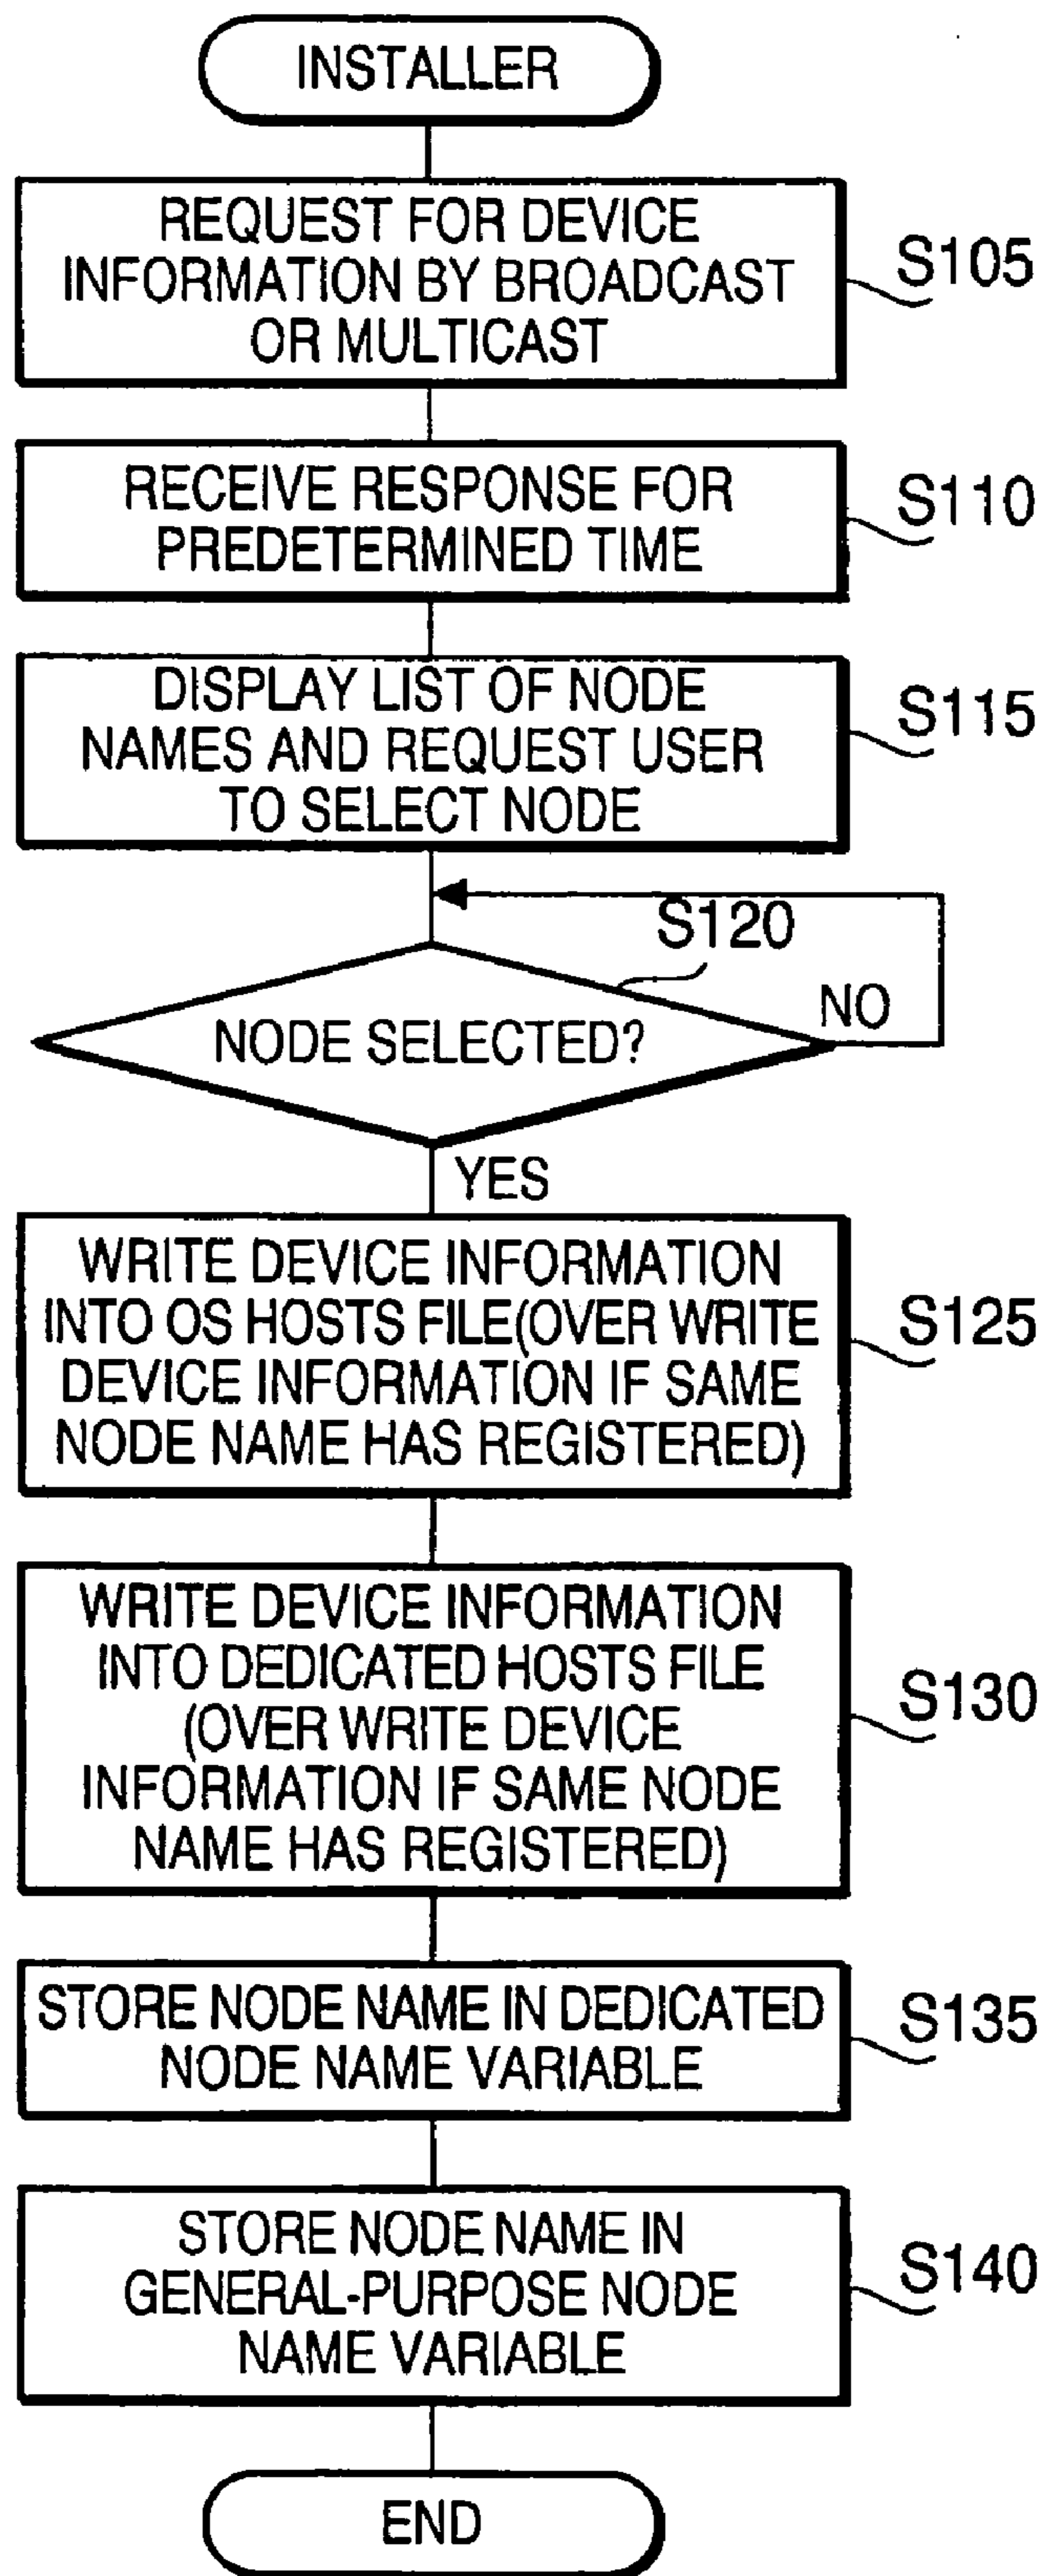 INSTALLER
REQUEST FOR DEVICE
INFORMATION BY BROADCAST
OR MULTICAST
S105
RECEIVE RESPONSE FOR
PREDETERMINED TIME
S110
DISPLAY LIST OF NODE
NAMES AND REQUEST USER
TO SELECT NODE
S115
S120
NODE SELECTED?
NO
YES
WRITE DEVICE INFORMATION
INTO OS HOSTS FILE(OVER WRITE
DEVICE INFORMATION IF SAME
NODE NAME HAS REGISTERED)
S125
WRITE DEVICE INFORMATION
INTO DEDICATED HOSTS FILE
(OVER WRITE DEVICE
INFORMATION IF SAME NODE
NAME HAS REGISTERED)
S130
STORE NODE NAME IN DEDICATED
NODE NAME VARIABLE
S135
STORE NODE NAME IN
GENERAL-PURPOSE NODE
NAME VARIABLE
S140
END